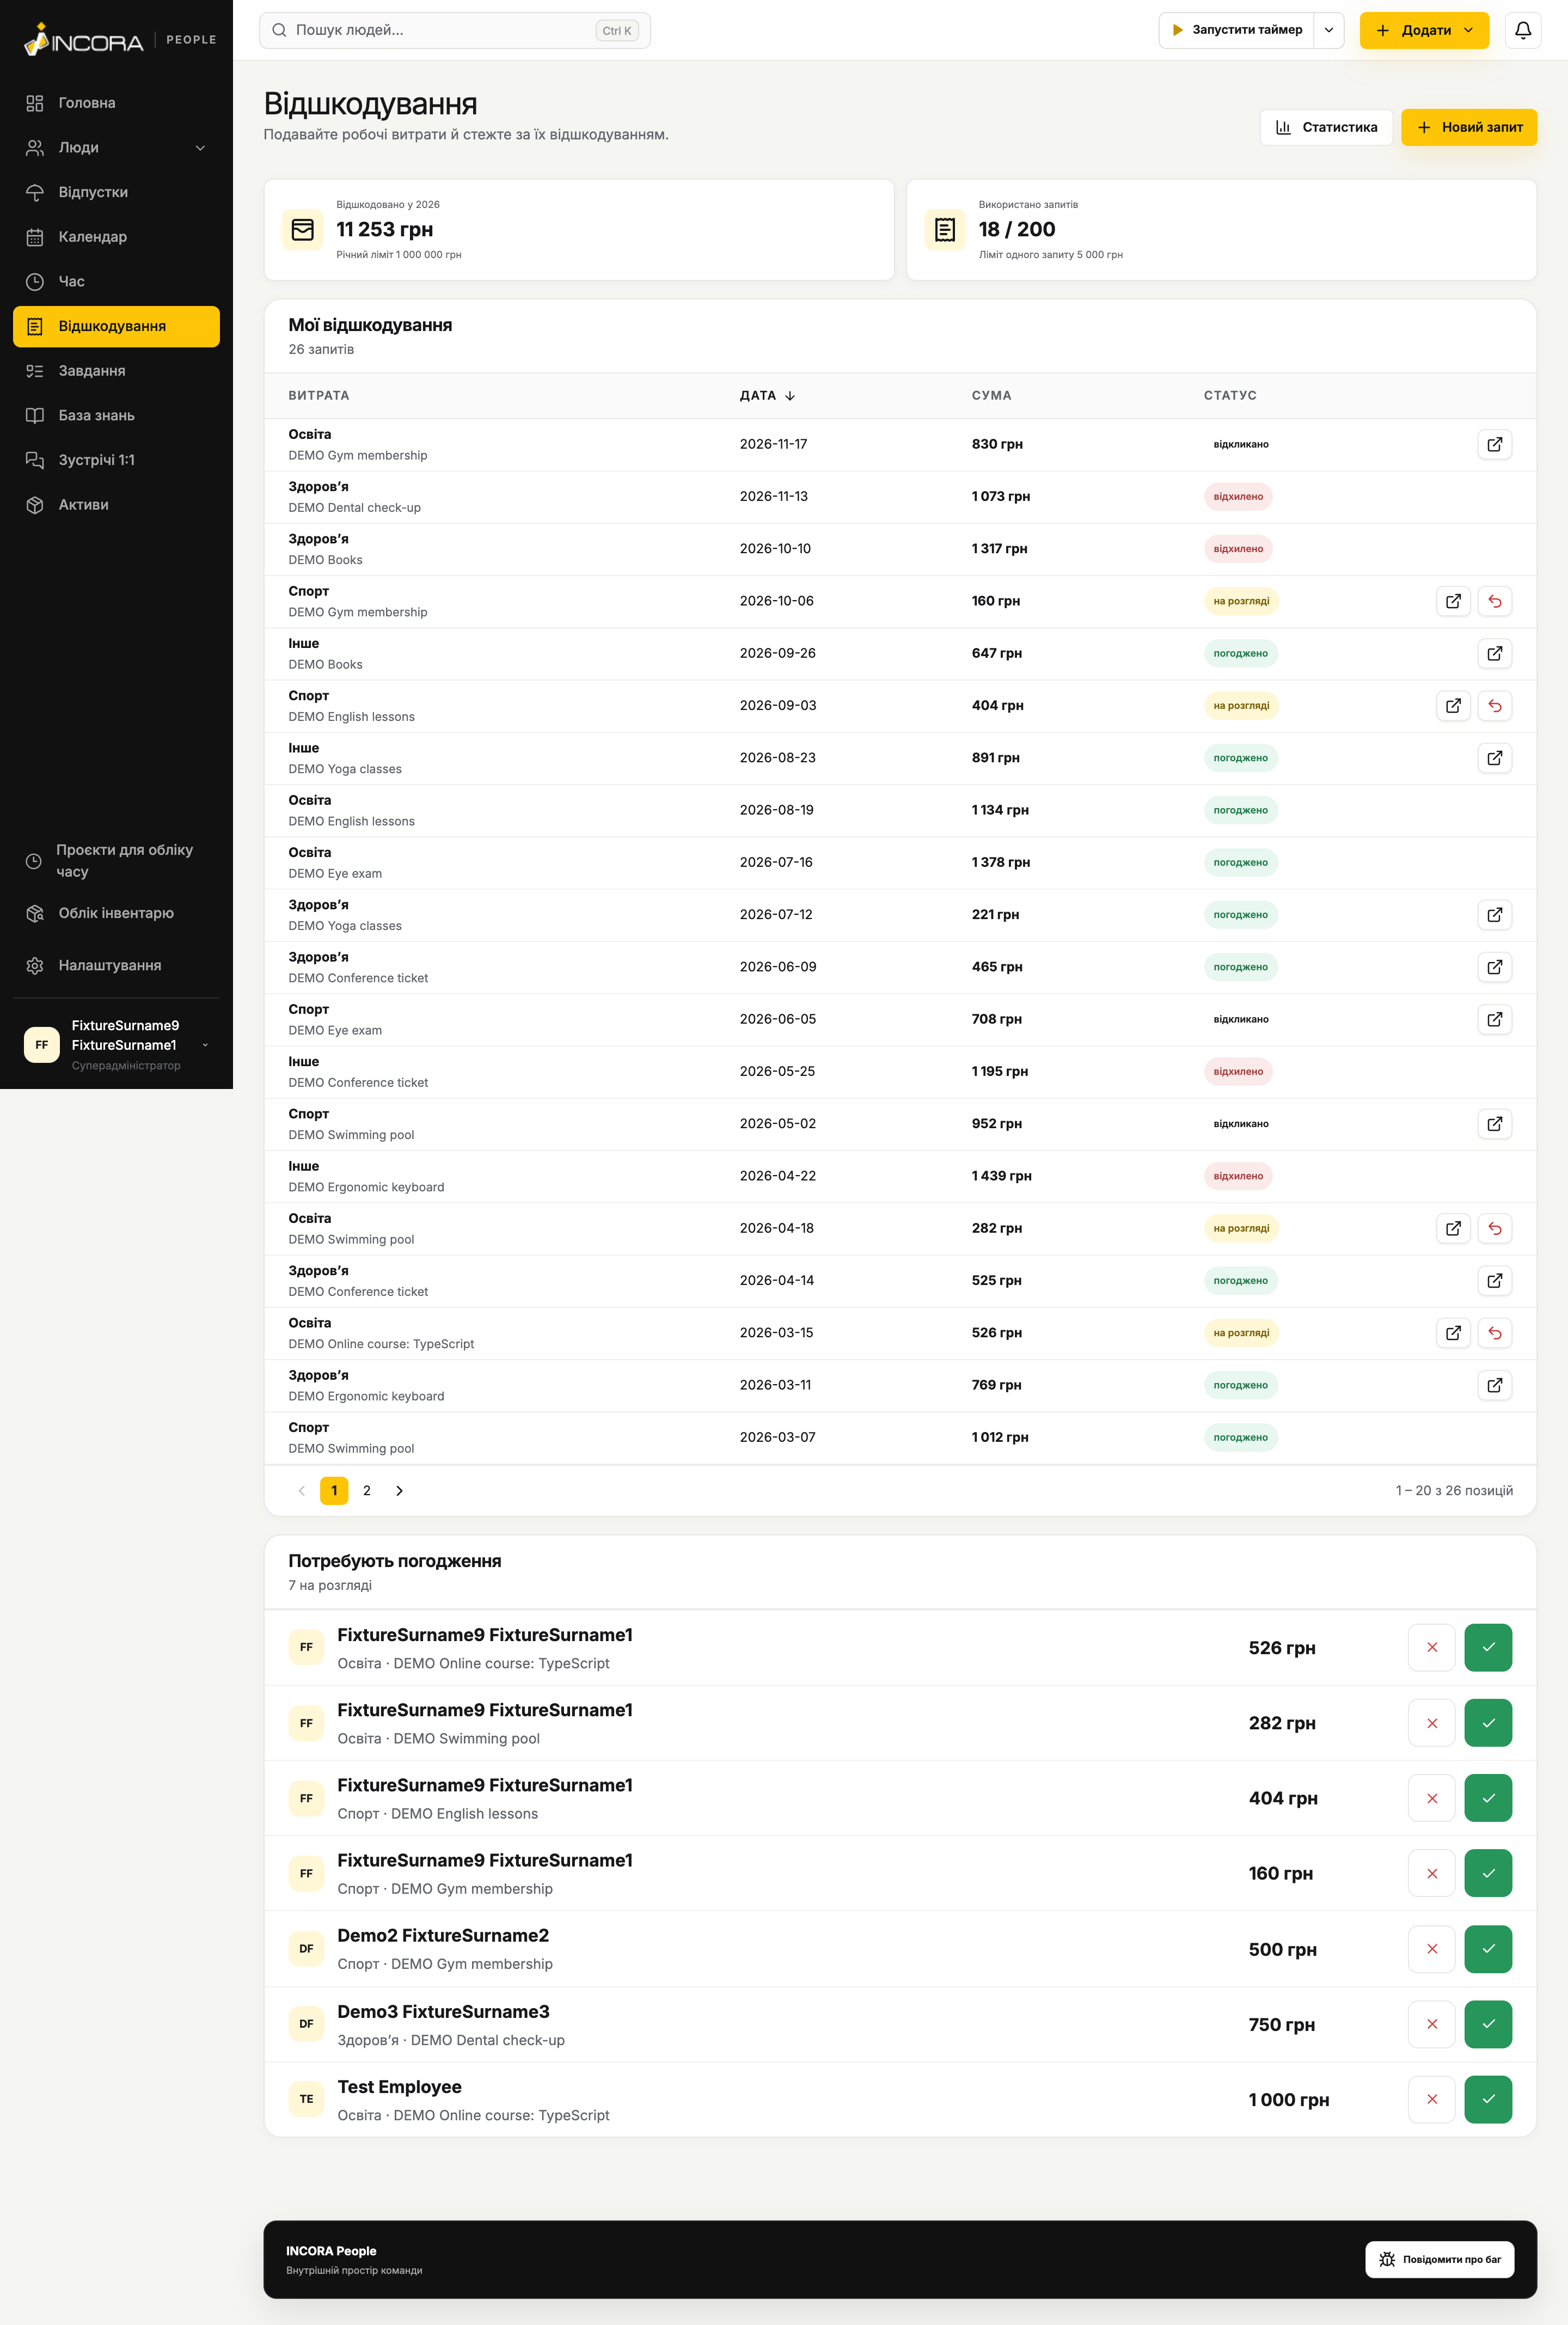 INCORA PEOPLE
Головна
Люди
Відпустки
Календар
Час
Відшкодування
Завдання
База знань
Зустрічі 1:1
Активи
Проєкти для обліку
часу
Облік інвентарю
Налаштування
FF
FixtureSurname9
FixtureSurname1
Суперадміністратор
Пошук людей... Ctrl K
Запустити таймер
Додати
Відшкодування
Подавайте робочі витрати й стежте за їх відшкодуванням.
Статистика
Новий запит
Відшкодовано у 2026
11 253 грн
Річний ліміт 1 000 000 грн
Використано запитів
18 / 200
Ліміт одного запиту 5 000 грн
Мої відшкодування
26 запитів
ВИТРАТА ДАТА СУМА СТАТУС
Освіта
DEMO Gym membership
2026-11-17 830 грн відкликано
Здоров’я
DEMO Dental check-up
2026-11-13 1 073 грн відхилено
Здоров’я
DEMO Books
2026-10-10 1 317 грн відхилено
Спорт
DEMO Gym membership
2026-10-06 160 грн на розгляді
Інше
DEMO Books
2026-09-26 647 грн погоджено
Спорт
DEMO English lessons
2026-09-03 404 грн на розгляді
Інше
DEMO Yoga classes
2026-08-23 891 грн погоджено
Освіта
DEMO English lessons
2026-08-19 1 134 грн погоджено
Освіта
DEMO Eye exam
2026-07-16 1 378 грн погоджено
Здоров’я
DEMO Yoga classes
2026-07-12 221 грн погоджено
Здоров’я
DEMO Conference ticket
2026-06-09 465 грн погоджено
Спорт
DEMO Eye exam
2026-06-05 708 грн відкликано
Інше
DEMO Conference ticket
2026-05-25 1 195 грн відхилено
Спорт
DEMO Swimming pool
2026-05-02 952 грн відкликано
Інше
DEMO Ergonomic keyboard
2026-04-22 1 439 грн відхилено
Освіта
DEMO Swimming pool
2026-04-18 282 грн на розгляді
Здоров’я
DEMO Conference ticket
2026-04-14 525 грн погоджено
Освіта
DEMO Online course: TypeScript
2026-03-15 526 грн на розгляді
Здоров’я
DEMO Ergonomic keyboard
2026-03-11 769 грн погоджено
Спорт
DEMO Swimming pool
2026-03-07 1 012 грн погоджено
1 2
1 – 20 з 26 позицій
Потребують погодження
7 на розгляді
FF
FixtureSurname9 FixtureSurname1
Освіта · DEMO Online course: TypeScript
526 грн
FF
FixtureSurname9 FixtureSurname1
Освіта · DEMO Swimming pool
282 грн
FF
FixtureSurname9 FixtureSurname1
Спорт · DEMO English lessons
404 грн
FF
FixtureSurname9 FixtureSurname1
Спорт · DEMO Gym membership
160 грн
DF
Demo2 FixtureSurname2
Спорт · DEMO Gym membership
500 грн
DF
Demo3 FixtureSurname3
Здоров’я · DEMO Dental check-up
750 грн
TE
Test Employee
Освіта · DEMO Online course: TypeScript
1 000 грн
INCORA People
Внутрішній простір команди
Повідомити про баг